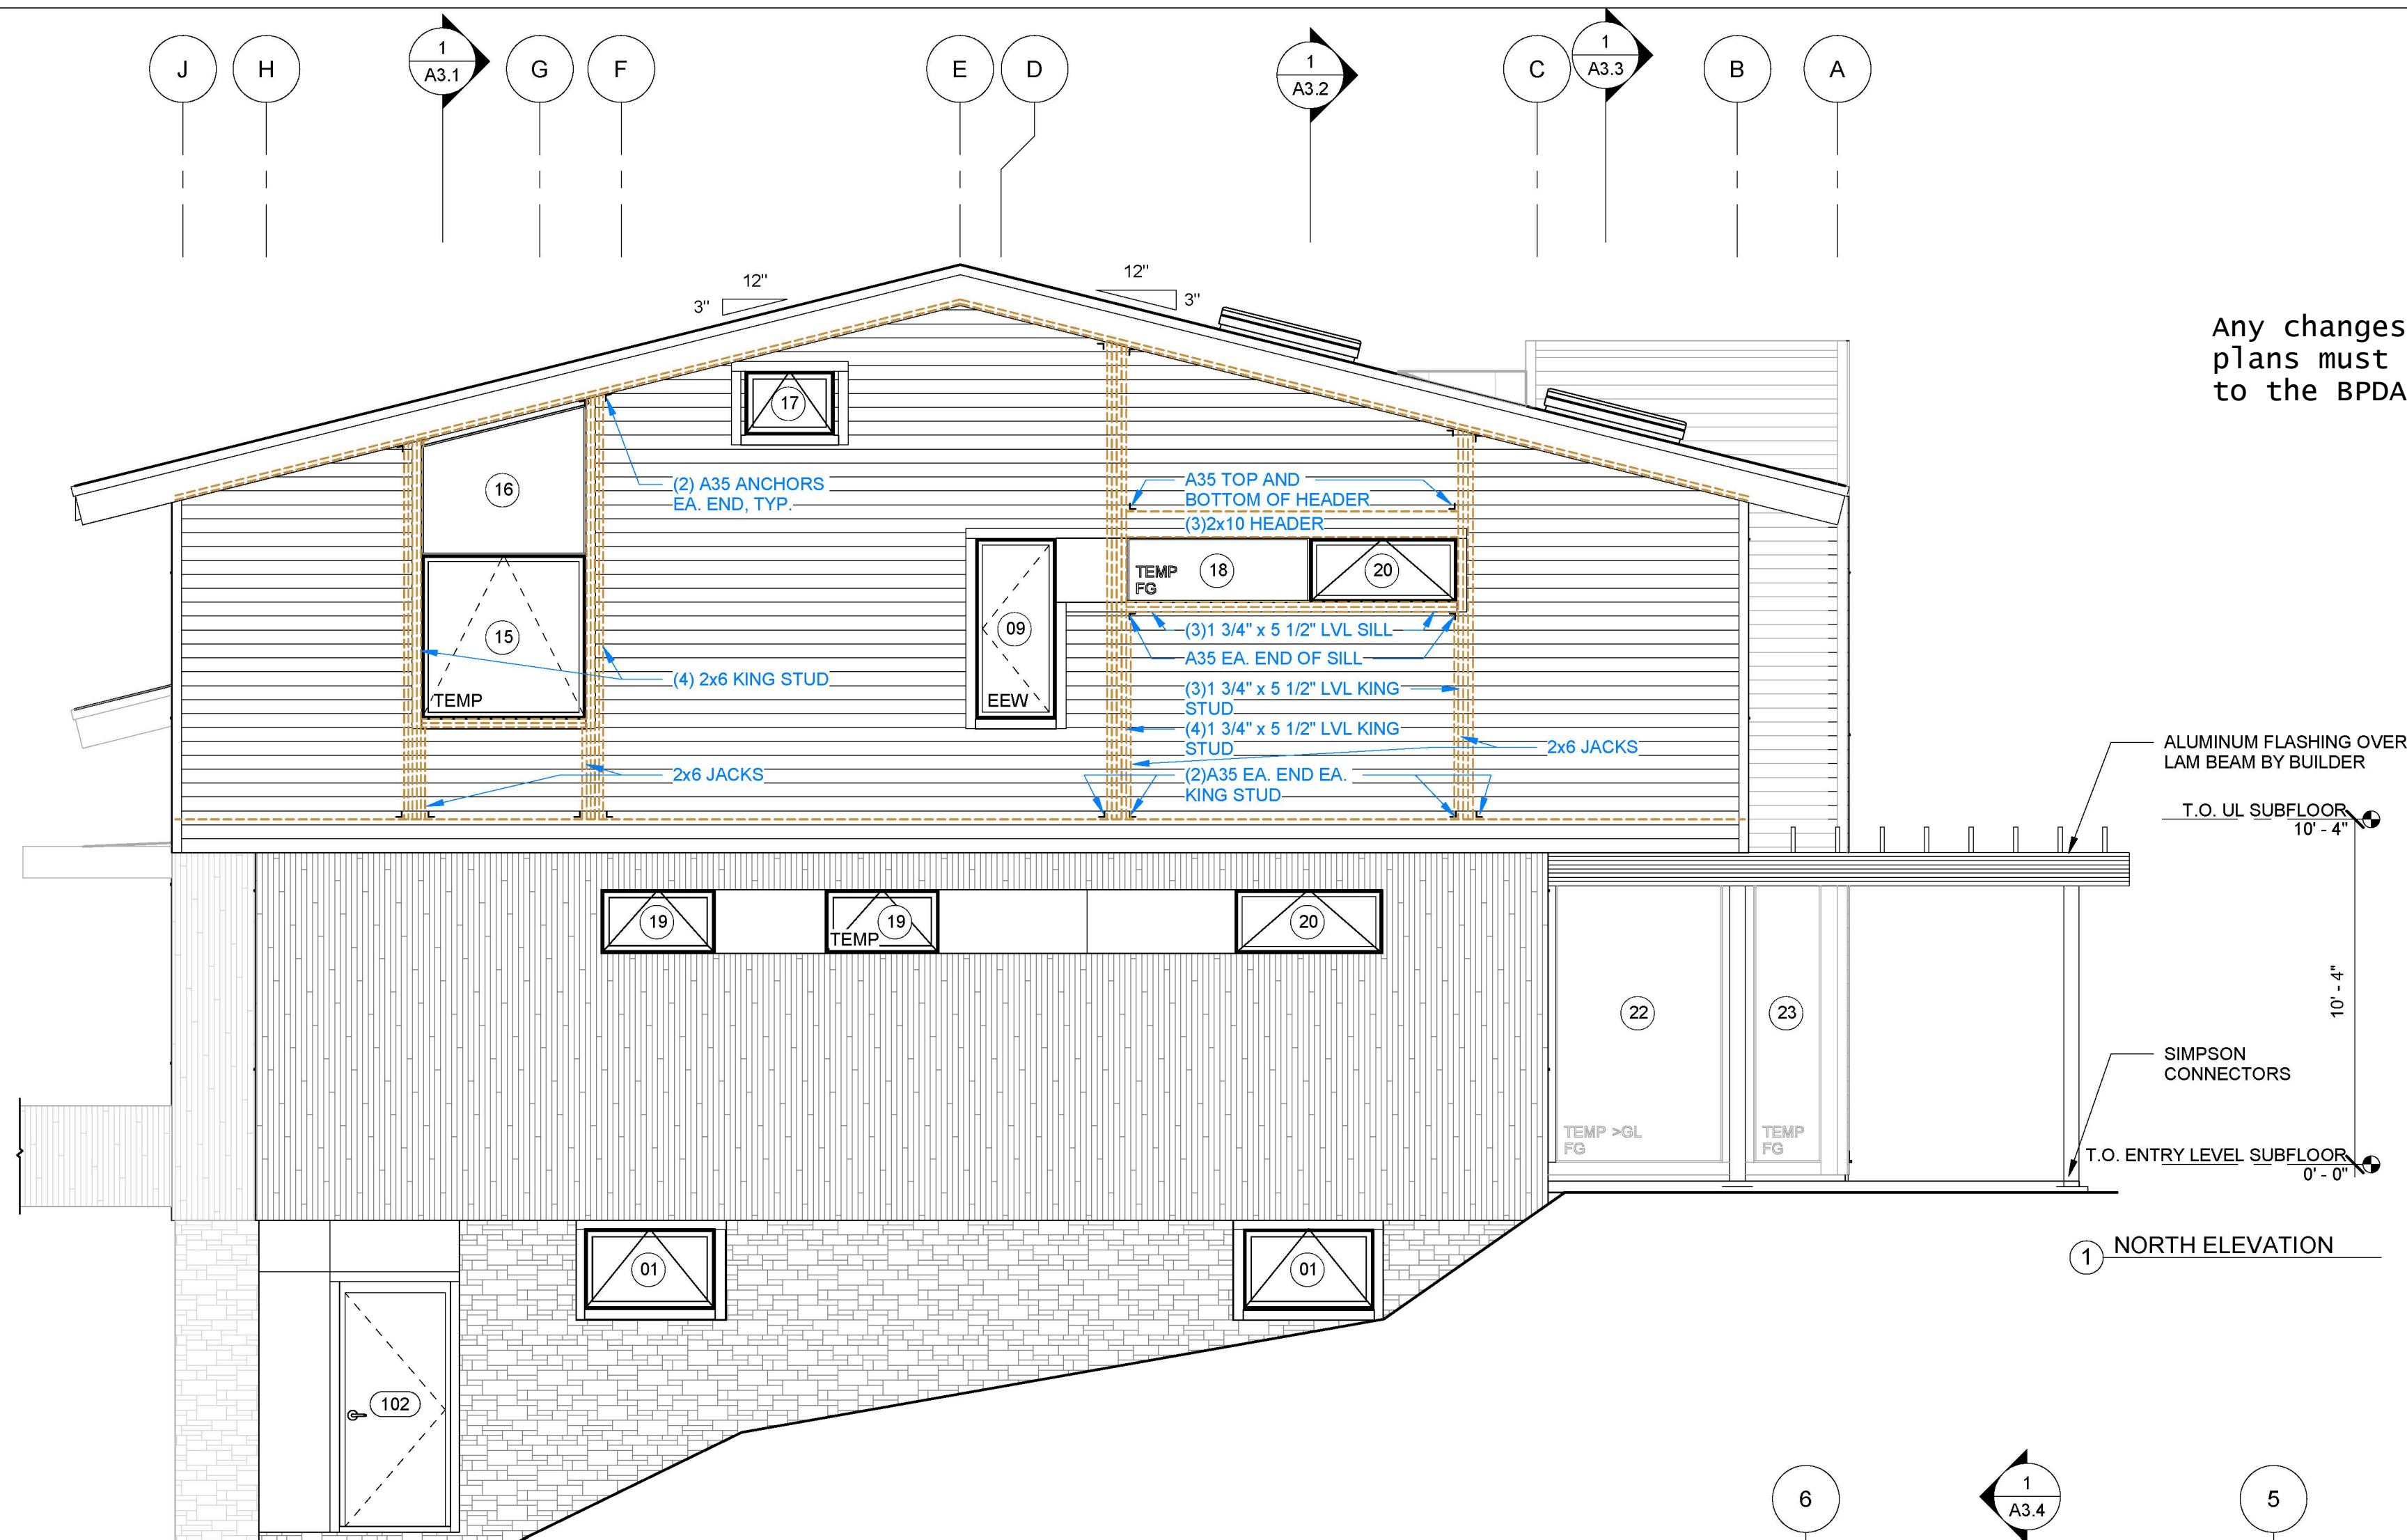 J
H
1
A3.1
G
F
E
D
1
A3.2
C
1
A3.3
B
A
12"
3"
12"
3"
Any changes
plans must
to the BPDA
17
16
(2) A35 ANCHORS
EA. END, TYP.
A35 TOP AND
BOTTOM OF HEADER
(3)2x10 HEADER
TEMP
FG
18
20
15
TEMP
09
EEW
(3)1 3/4" x 5 1/2" LVL SILL
A35 EA. END OF SILL
(4) 2x6 KING STUD
(3)1 3/4" x 5 1/2" LVL KING
STUD
(4)1 3/4" x 5 1/2" LVL KING
STUD
2x6 JACKS
2x6 JACKS
(2)A35 EA. END EA.
KING STUD
ALUMINUM FLASHING OVER
LAM BEAM BY BUILDER
T.O. UL SUBFLOOR
10' - 4"
19
19
TEMP
20
22
23
10' - 4"
SIMPSON
CONNECTORS
TEMP >GL
FG
TEMP
FG
T.O. ENTRY LEVEL SUBFLOOR
0' - 0"
1
NORTH ELEVATION
01
01
102
6
1
A3.4
5